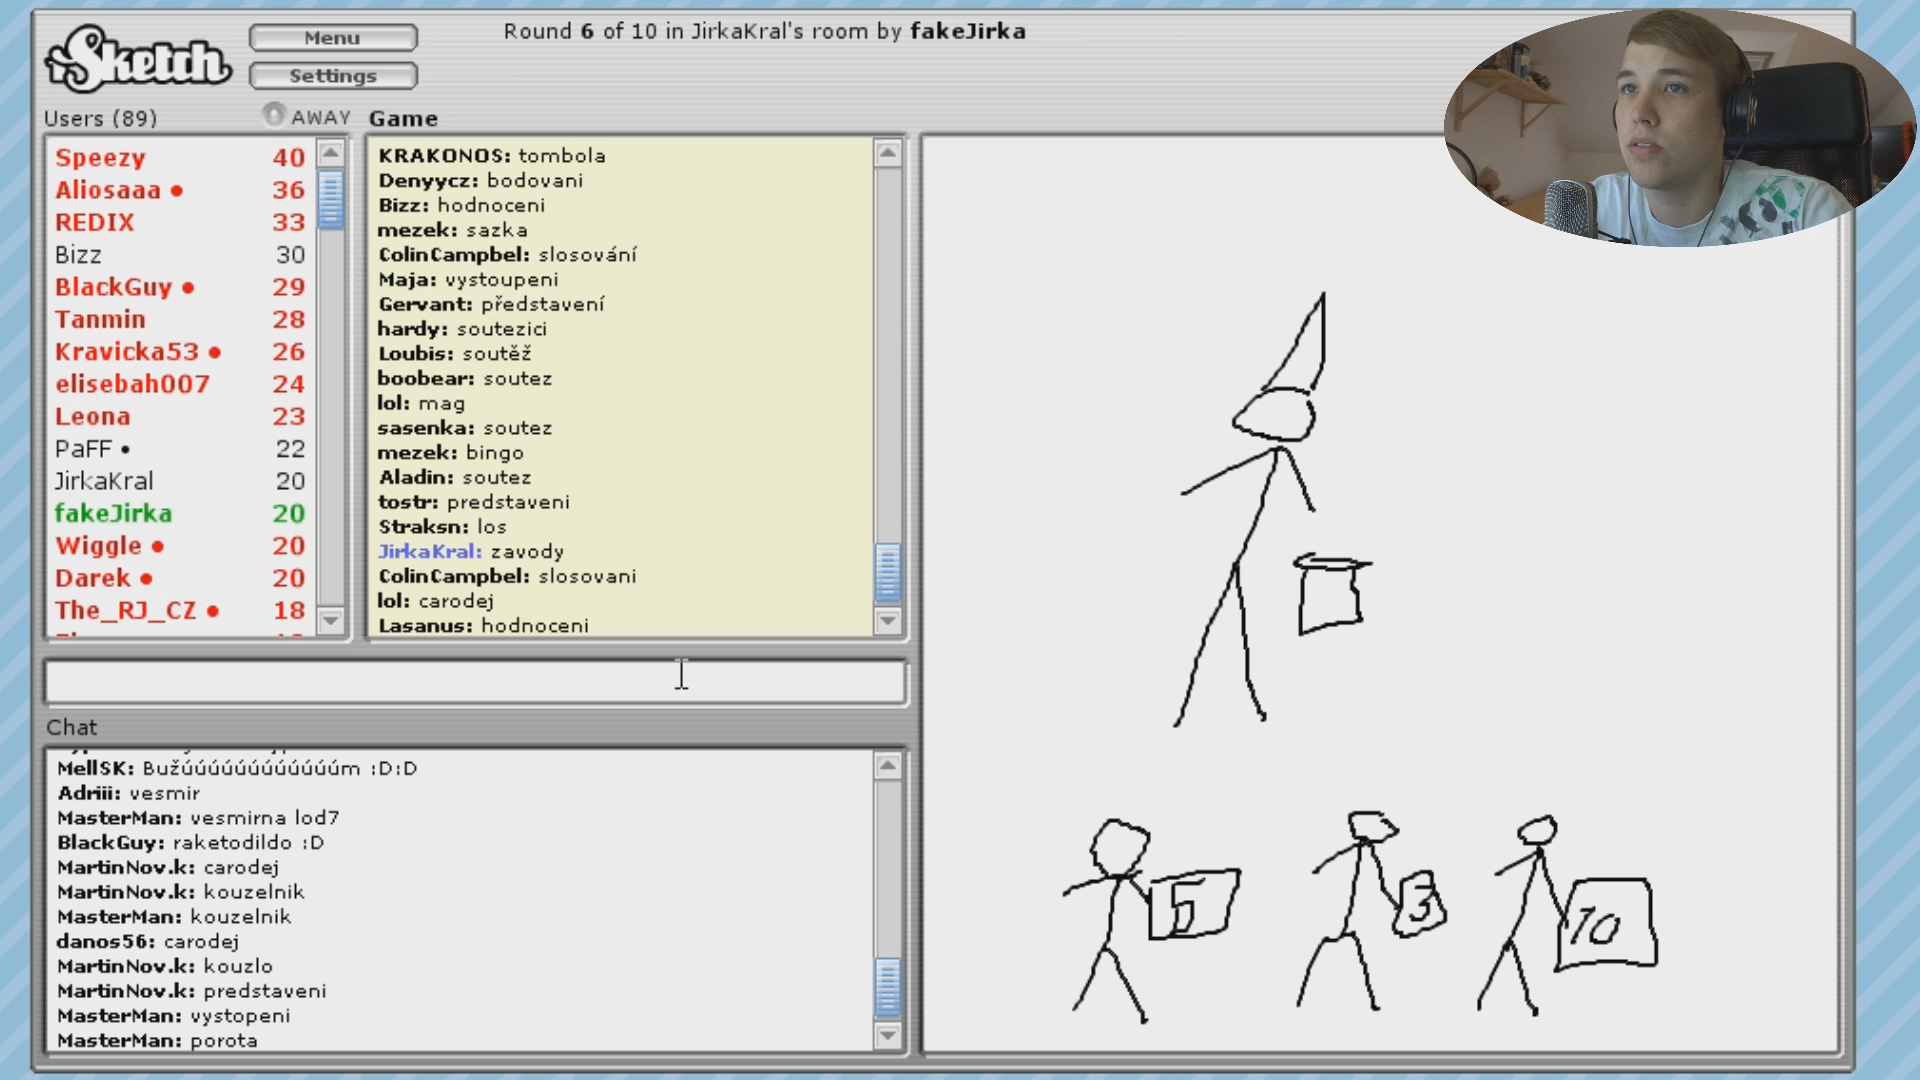 iSketch
Menu
Settings
Round 6 of 10 in JirkaKral's room by fakeJirka
Users (89)
AWAY
Game
Speezy 40
Aliosaaa • 36
REDIX 33
Bizz 30
BlackGuy • 29
Tanmin 28
Kravicka53 • 26
elisebah007 24
Leona 23
PaFF • 22
JirkaKral 20
fakeJirka 20
Wiggle • 20
Darek • 20
The_RJ_CZ • 18
KRAKONOS: tombola
Denyycz: bodovani
Bizz: hodnoceni
mezek: sazka
ColinCampbel: slosování
Maja: vystoupeni
Gervant: představení
hardy: soutezici
Loubis: soutěž
boobear: soutez
lol: mag
sasenka: soutez
mezek: bingo
Aladin: soutez
tostr: predstaveni
Straksn: los
JirkaKral: zavody
ColinCampbel: slosovani
lol: carodej
Lasanus: hodnoceni
Chat
MellSK: Bužúúúúúúúúúúúúm :D:D
Adriii: vesmir
MasterMan: vesmirna lod7
BlackGuy: raketodildo :D
MartinNov.k: carodej
MartinNov.k: kouzelnik
MasterMan: kouzelnik
danos56: carodej
MartinNov.k: kouzlo
MartinNov.k: predstaveni
MasterMan: vystopeni
MasterMan: porota
5
3
10